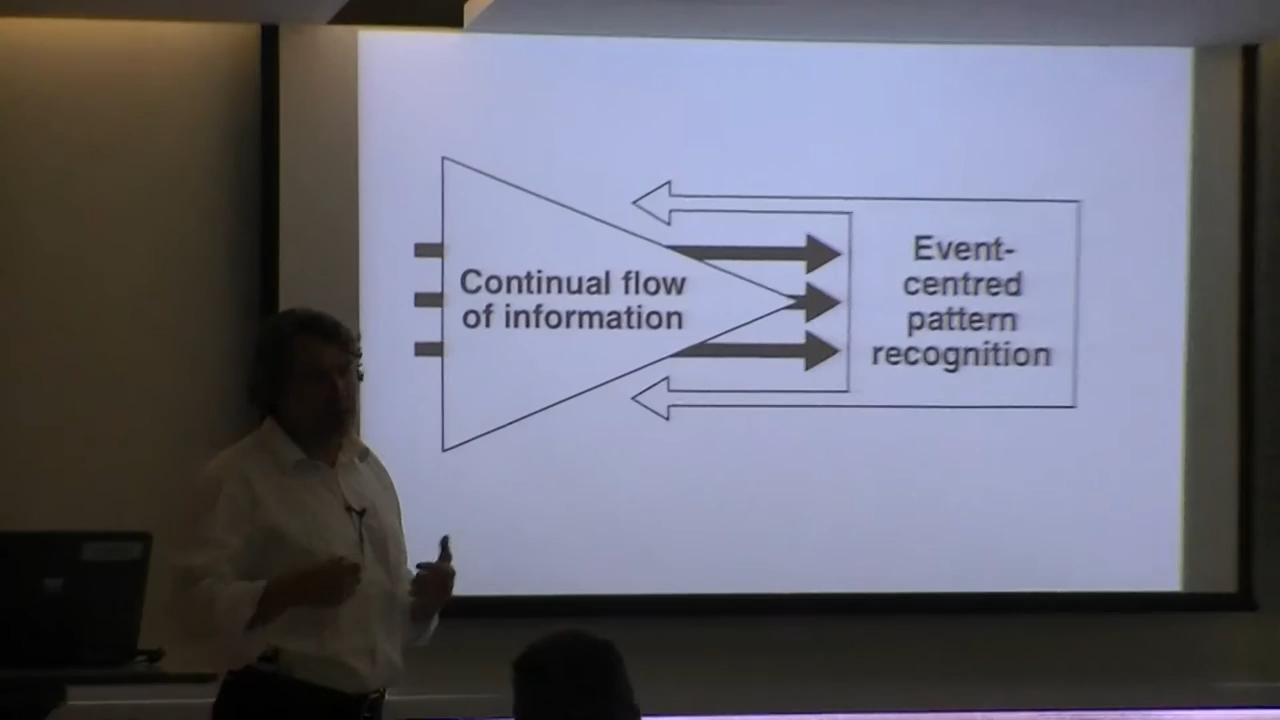 Continual flow
of information
Event-
centred
pattern
recognition